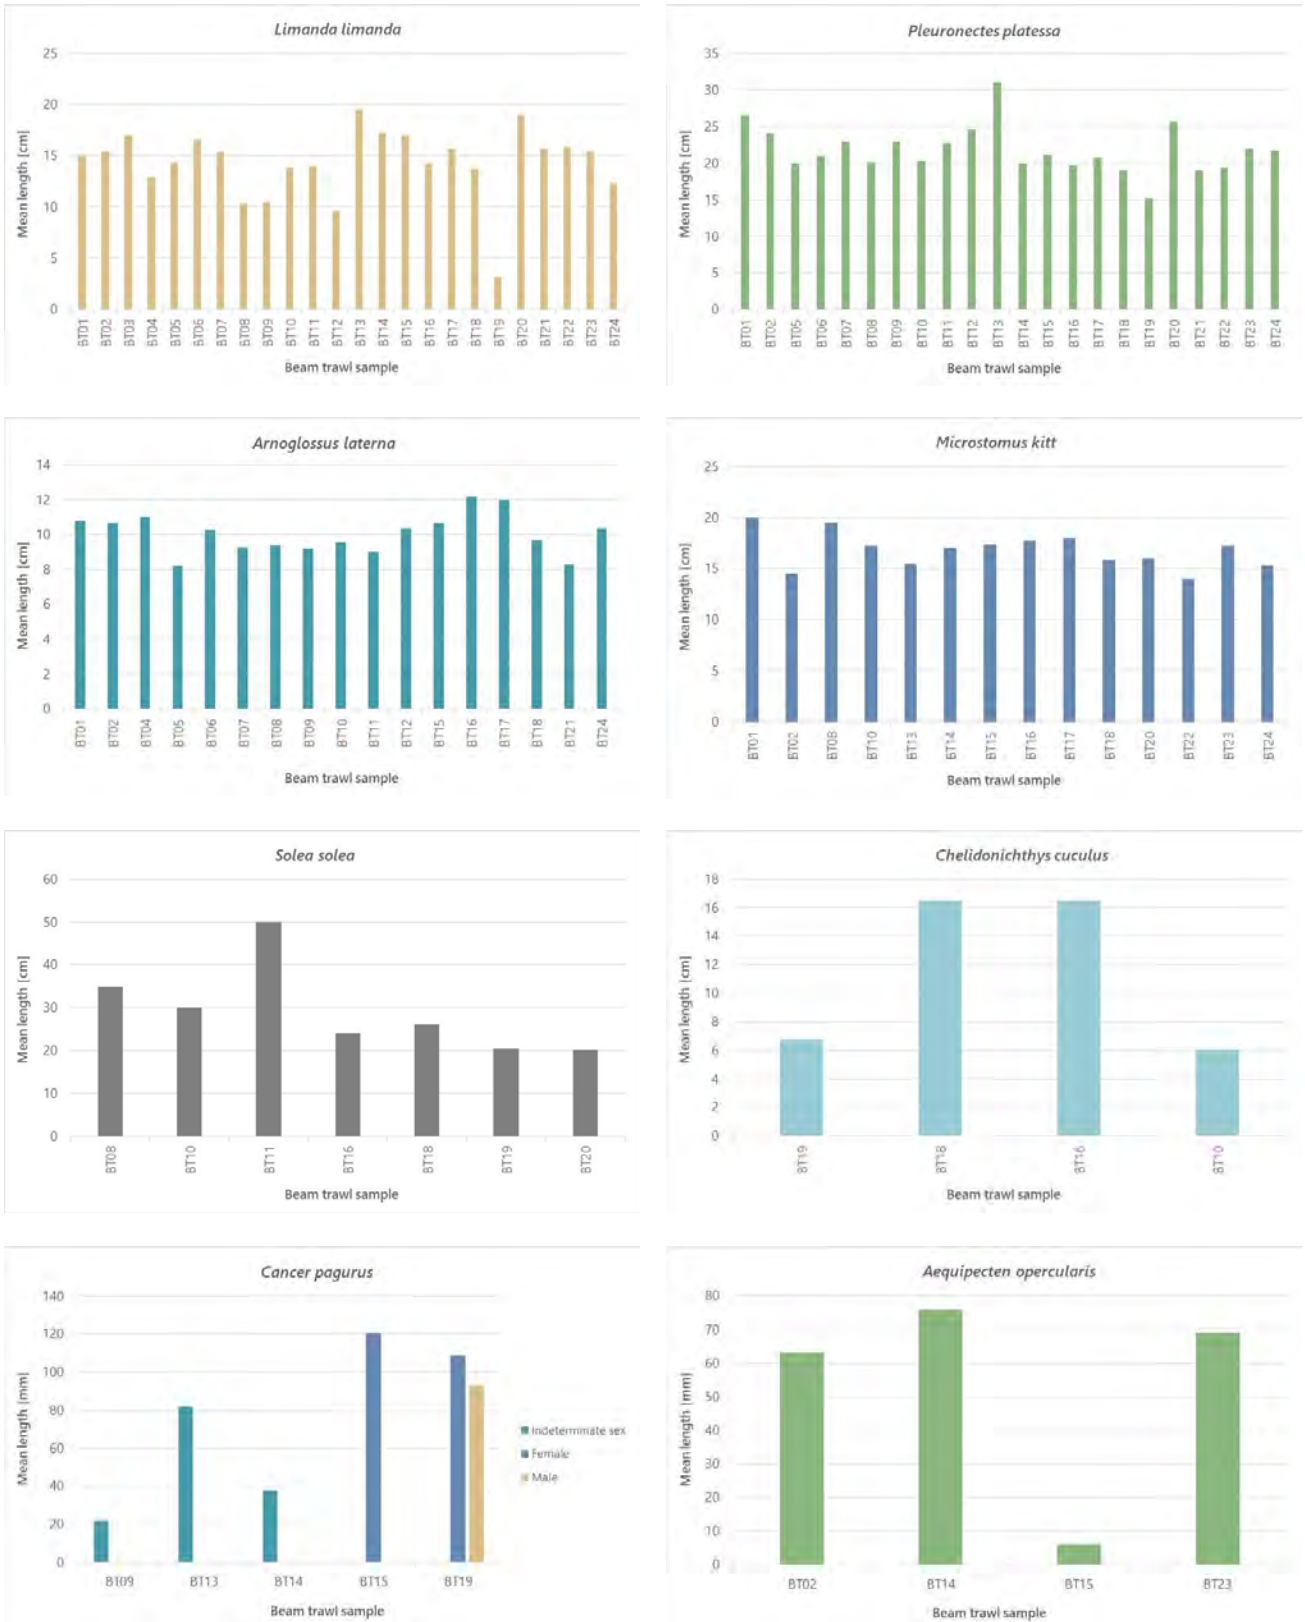 Limanda limanda
25
20
15
10
5
0
Mean length [cm]
BT01 BT02 BT03 BT04 BT05 BT06 BT07 BT08 BT09 BT10 BT11 BT12 BT13 BT14 BT15 BT16 BT17 BT18 BT19 BT20 BT21 BT22 BT23 BT24
Beam trawl sample
Pleuronectes platessa
35
30
25
20
15
10
5
0
Mean length [cm]
BT01 BT02 BT05 BT06 BT07 BT08 BT09 BT10 BT11 BT12 BT13 BT14 BT15 BT16 BT17 BT18 BT19 BT20 BT21 BT22 BT23 BT24
Beam trawl sample
Arnoglossus laterna
14
12
10
8
6
4
2
0
Mean length [cm]
BT01 BT02 BT04 BT05 BT06 BT07 BT08 BT09 BT10 BT11 BT12 BT15 BT16 BT17 BT18 BT21 BT24
Beam trawl sample
Microstomus kitt
25
20
15
10
5
0
Mean length [cm]
BT01 BT02 BT08 BT10 BT13 BT14 BT15 BT16 BT17 BT18 BT20 BT22 BT23 BT24
Beam trawl sample
Solea solea
60
50
40
30
20
10
0
Mean length [cm]
BT08 BT10 BT11 BT16 BT18 BT19 BT20
Beam trawl sample
Chelidonichthys cuculus
18
16
14
12
10
8
6
4
2
0
Mean length [cm]
BT19 BT18 BT16 BT10
Beam trawl sample
Cancer pagurus
140
120
100
80
60
40
20
0
Mean length [mm]
BT09 BT13 BT14 BT15 BT19
Beam trawl sample
Indeterminate sex
Female
Male
Aequipecten opercularis
80
70
60
50
40
30
20
10
0
Mean length [mm]
BT02 BT14 BT15 BT23
Beam trawl sample